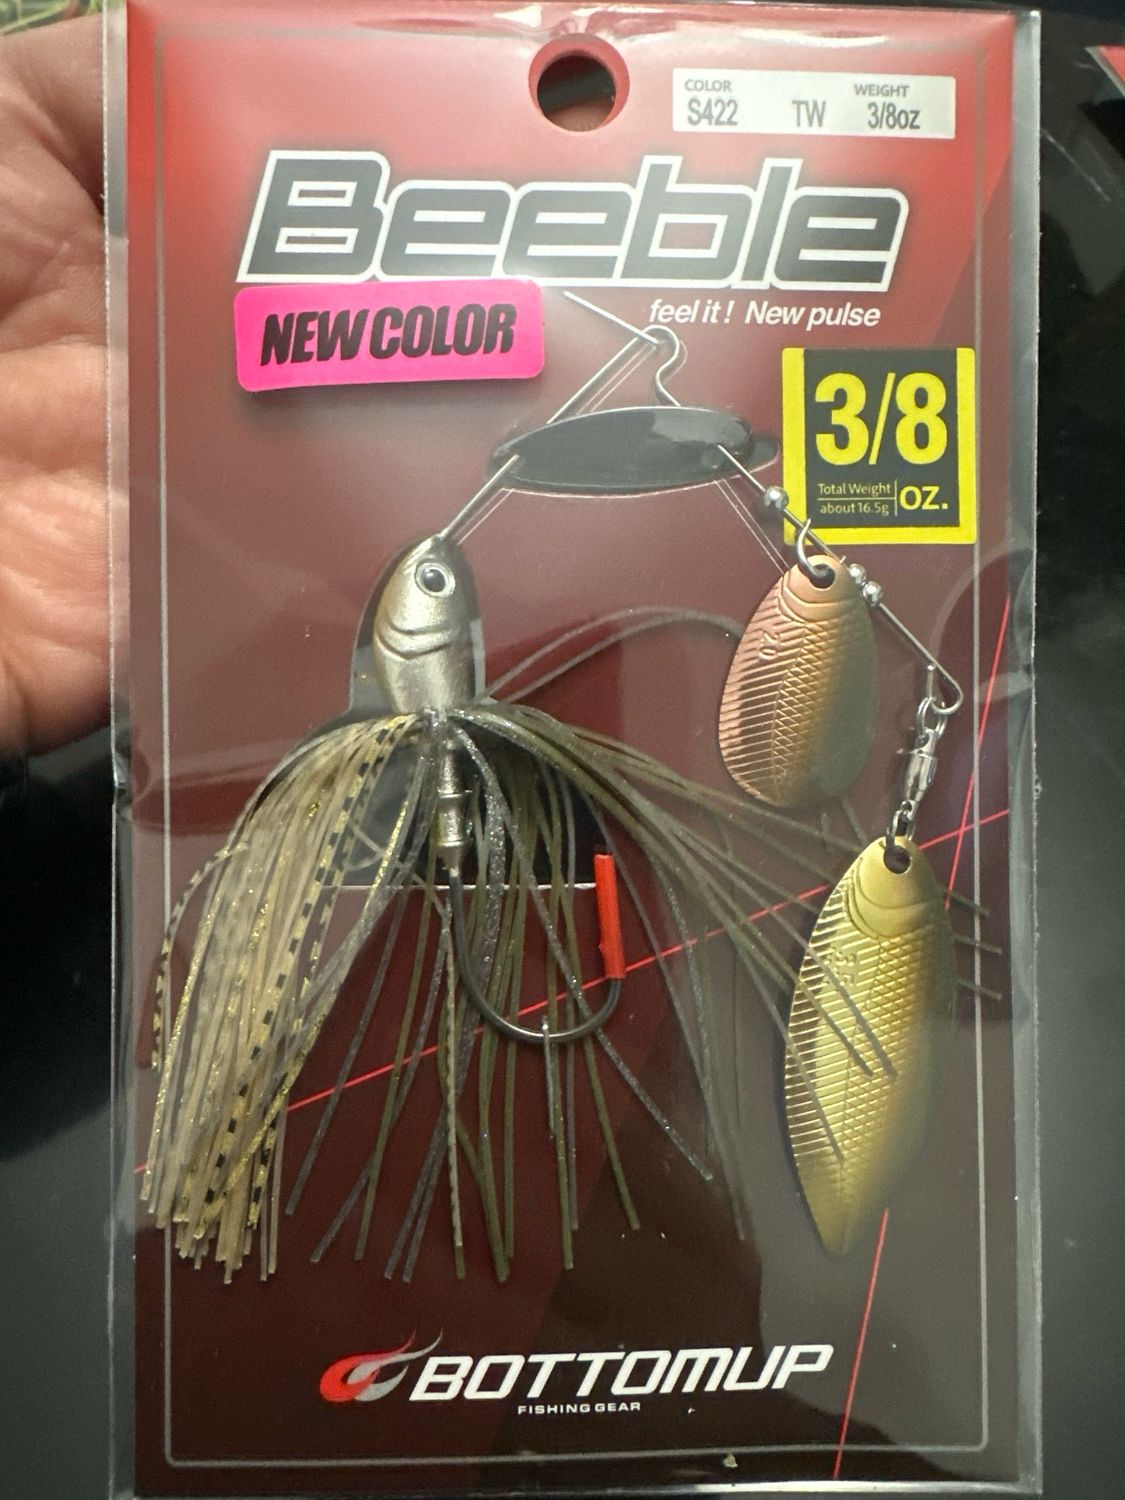 COLOR WEIGHT
S422 TW 3/8oz
Beeble
feel it! New pulse
NEW COLOR
3/8
Total Weight
about 16.5g
OZ.
20
BOTTOMUP
FISHING GEAR